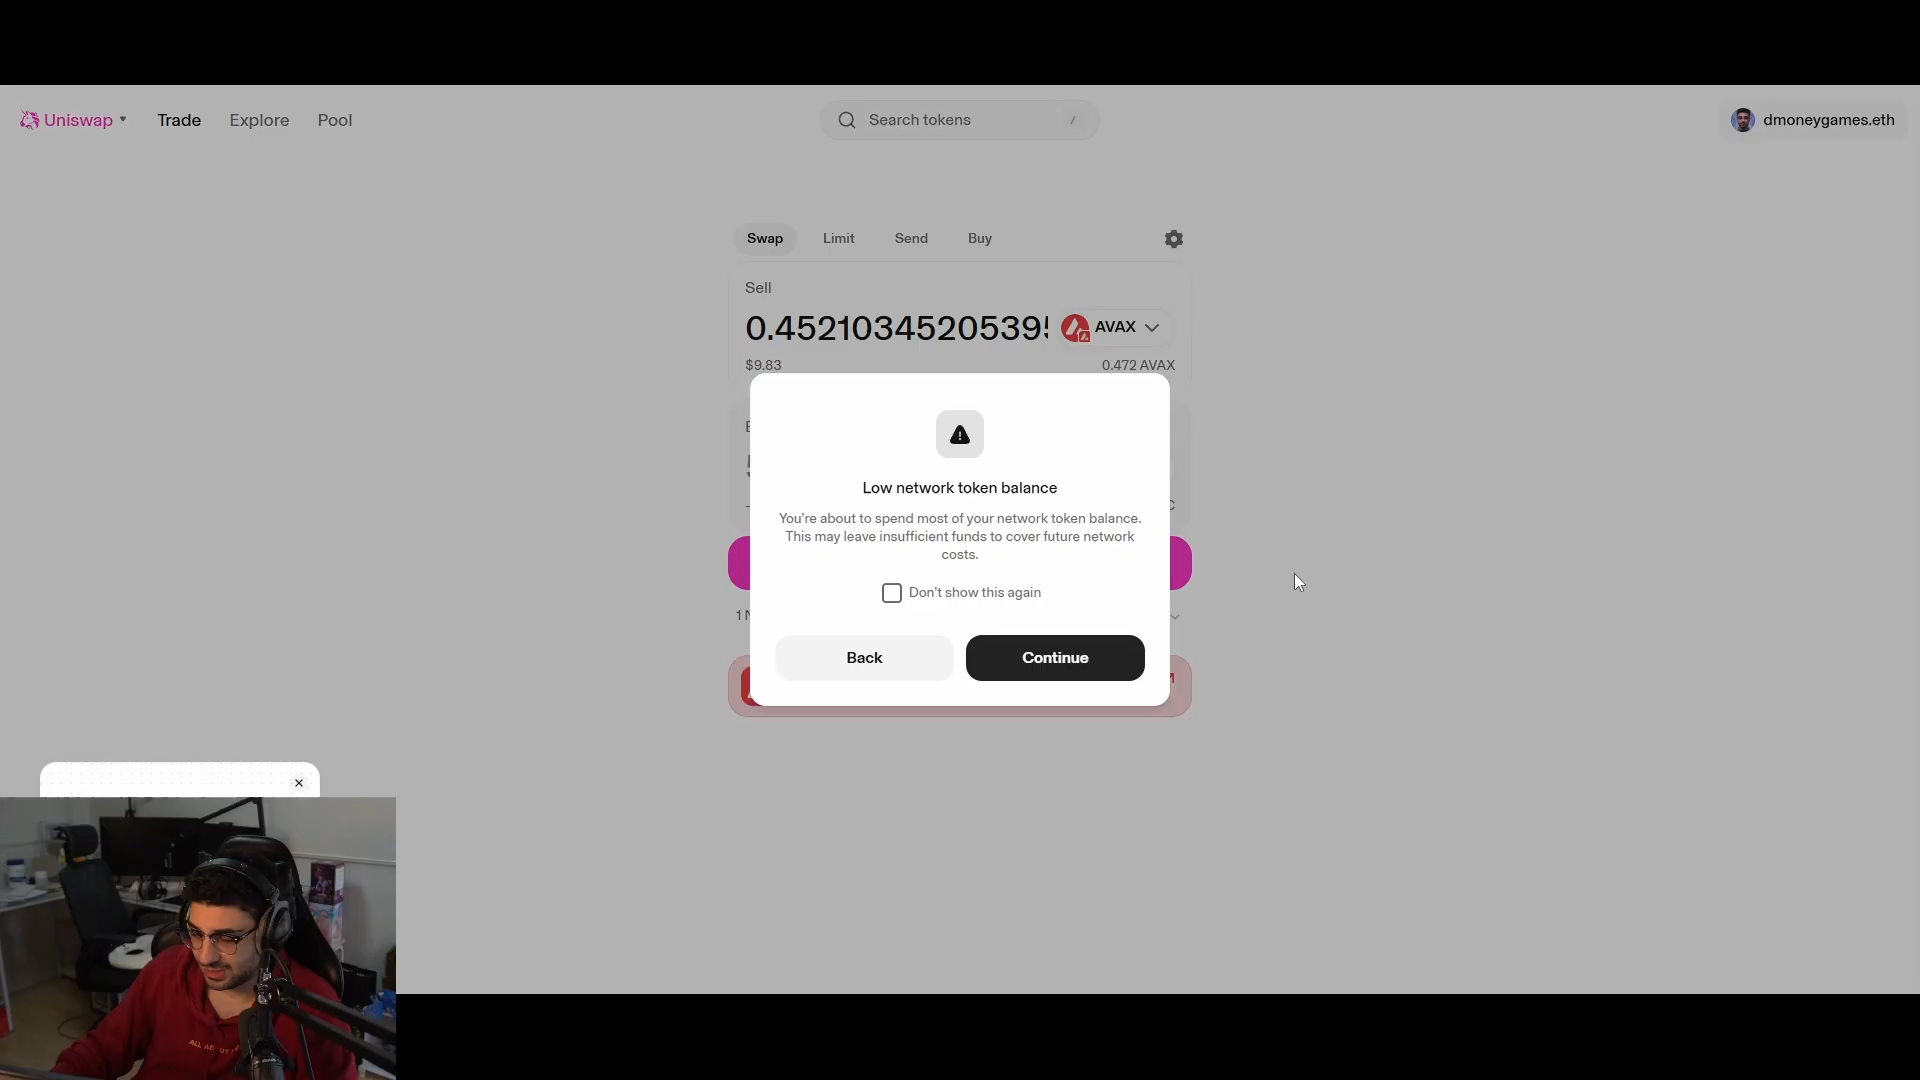 Uniswap
Trade
Explore
Pool
Search tokens
/
dmoneygames.eth
Swap
Limit
Send
Buy
Sell
0.45210345205395
AVAX
$9.83
0.472 AVAX
Low network token balance
You're about to spend most of your network token balance.
This may leave insufficient funds to cover future network
costs.
Don't show this again
Back
Continue